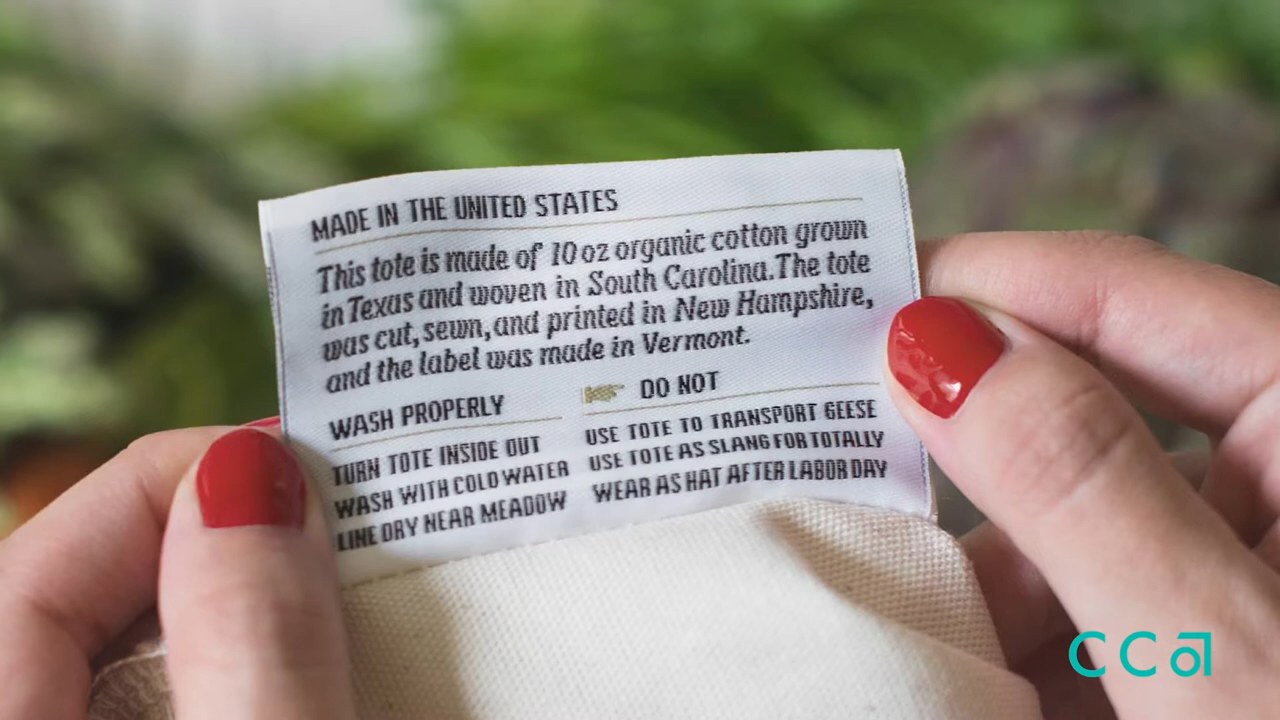 MADE IN THE UNITED STATES
This tote is made of 10 oz organic cotton grown
in Texas and woven in South Carolina. The tote
was cut, sewn, and printed in New Hampshire,
and the label was made in Vermont.
WASH PROPERLY
TURN TOTE INSIDE OUT
WASH WITH COLD WATER
LINE DRY NEAR MEADOW
DO NOT
USE TOTE TO TRANSPORT GEESE
USE TOTE AS SLANG FOR TOTALLY
WEAR AS HAT AFTER LABOR DAY
CCa